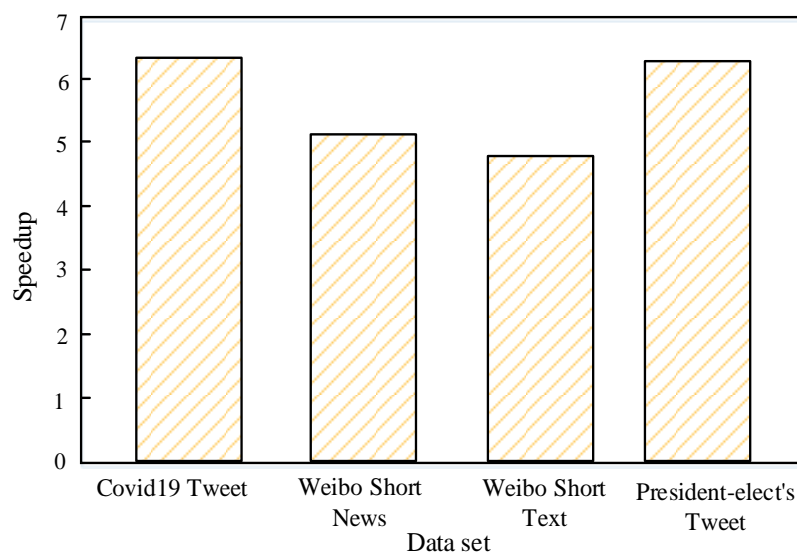 7
6
5
4
3
2
1
0
Speedup
Covid19 Tweet
Weibo Short
News
Weibo Short
Text
President-elect's
Tweet
Data set